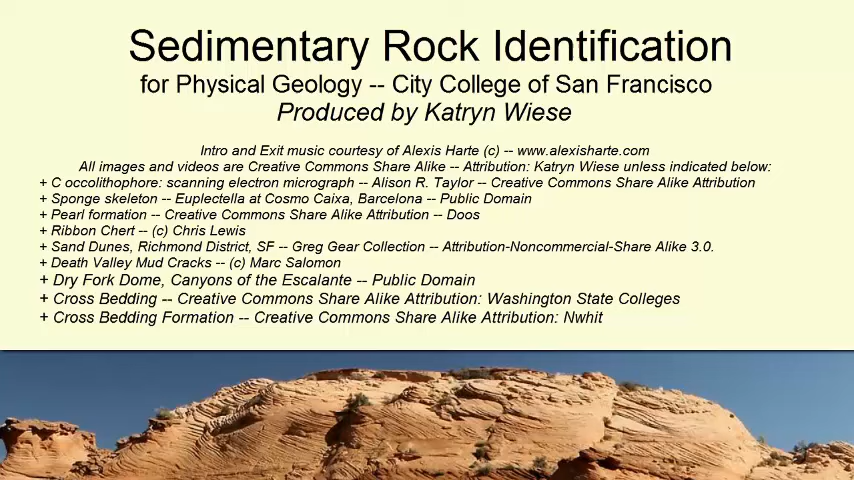 Sedimentary Rock Identification
for Physical Geology -- City College of San Francisco
Produced by Katryn Wiese
Intro and Exit music courtesy of Alexis Harte (c) -- www.alexisharte.com
All images and videos are Creative Commons Share Alike -- Attribution: Katryn Wiese unless indicated below:
+ C occolithophore: scanning electron micrograph -- Alison R. Taylor -- Creative Commons Share Alike Attribution
+ Sponge skeleton -- Euplectella at Cosmo Caixa, Barcelona -- Public Domain
+ Pearl formation -- Creative Commons Share Alike Attribution -- Doos
+ Ribbon Chert -- (c) Chris Lewis
+ Sand Dunes, Richmond District, SF -- Greg Gear Collection -- Attribution-Noncommercial-Share Alike 3.0.
+ Death Valley Mud Cracks -- (c) Marc Salomon
+ Dry Fork Dome, Canyons of the Escalante -- Public Domain
+ Cross Bedding -- Creative Commons Share Alike Attribution: Washington State Colleges
+ Cross Bedding Formation -- Creative Commons Share Alike Attribution: Nwhit